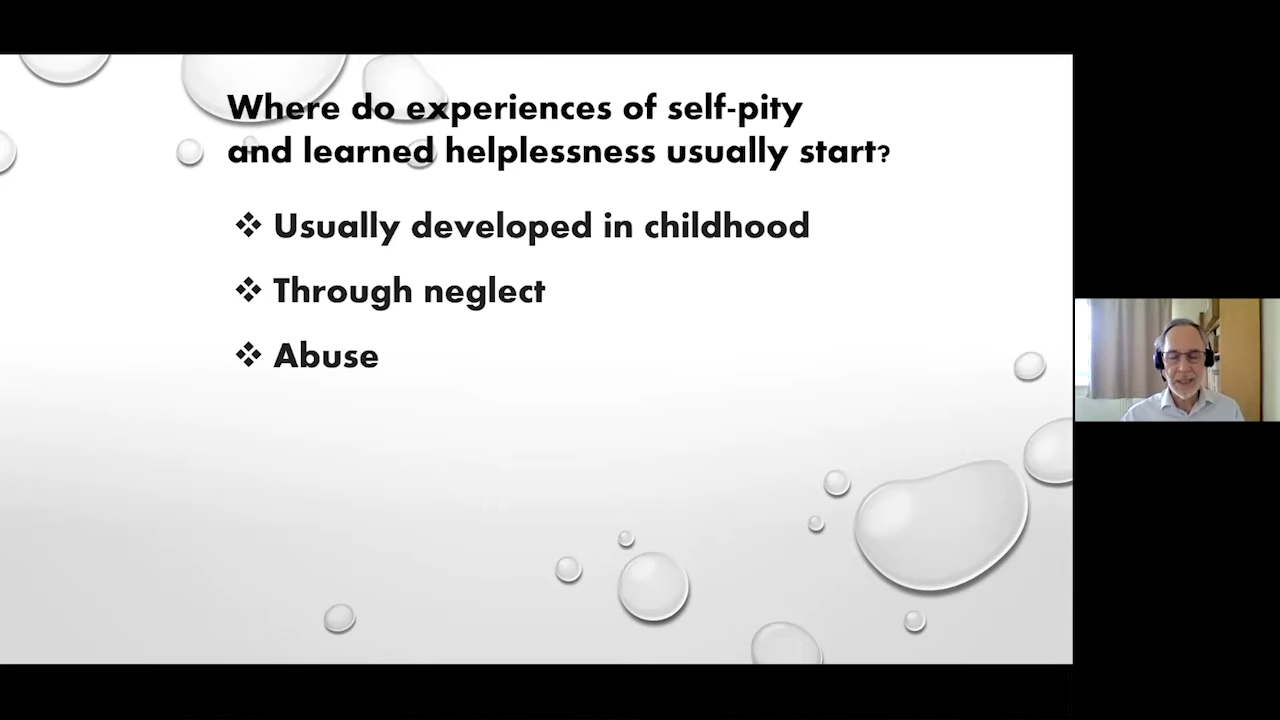 Where do experiences of self-pity
and learned helplessness usually start?
❖ Usually developed in childhood
❖ Through neglect
❖ Abuse